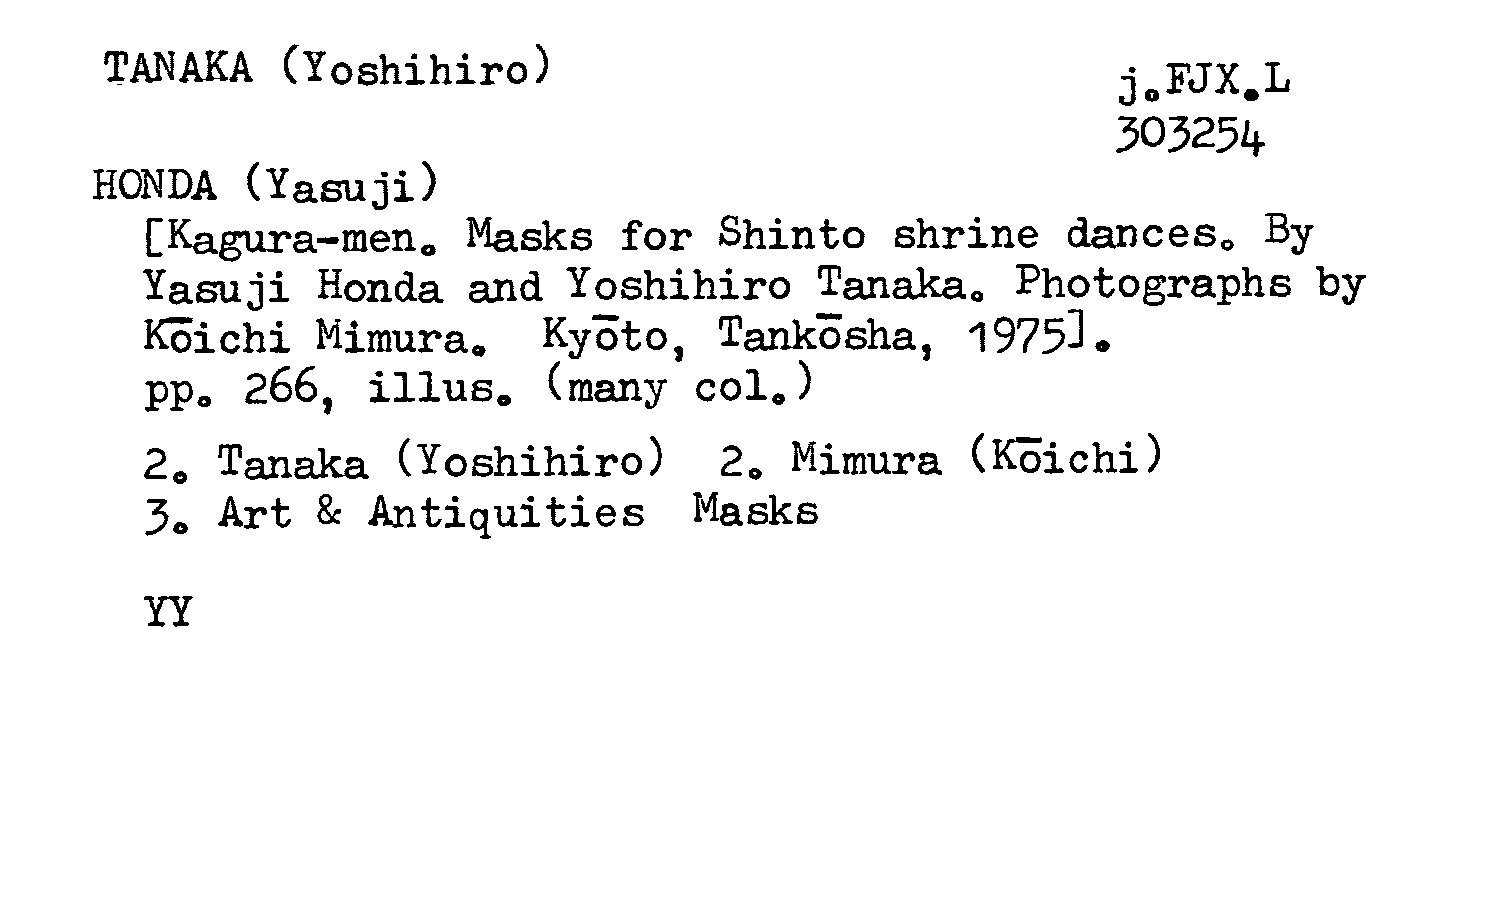 TANAKA (Yoshihiro)
j.FJX.L
303254
HONDA (Yasuji)
[Kagura-men. Masks for Shinto shrine dances. By
Yasuji Honda and Yoshihiro Tanaka. Photographs by
Kōichi Mimura. Kyōto, Tankōsha, 1975].
pp. 266, illus. (many col.)
2. Tanaka (Yoshihiro) 2. Mimura (Kōichi)
3. Art & Antiquities Masks
YY